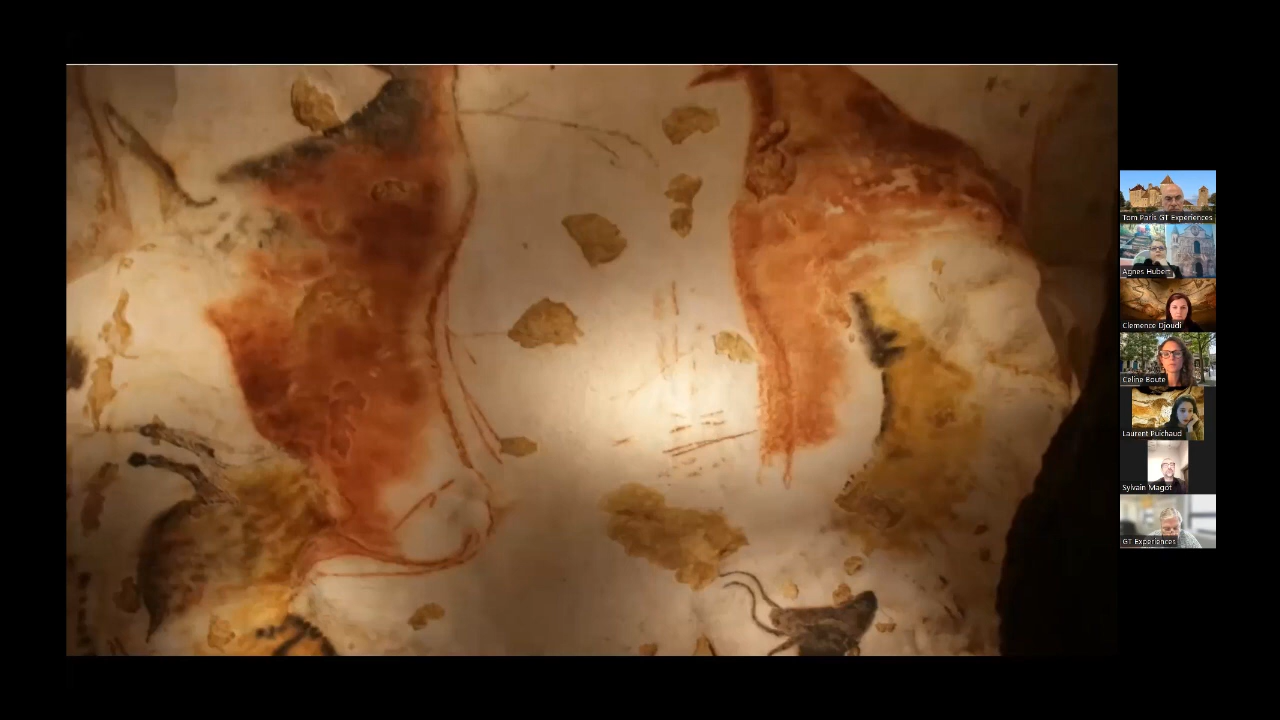 Tom Paris GT Experiences
Agnes Hubert
Clemence Djoudi
Celine Boute
Laurent Puichaud
Sylvain Magot
GT Experiences